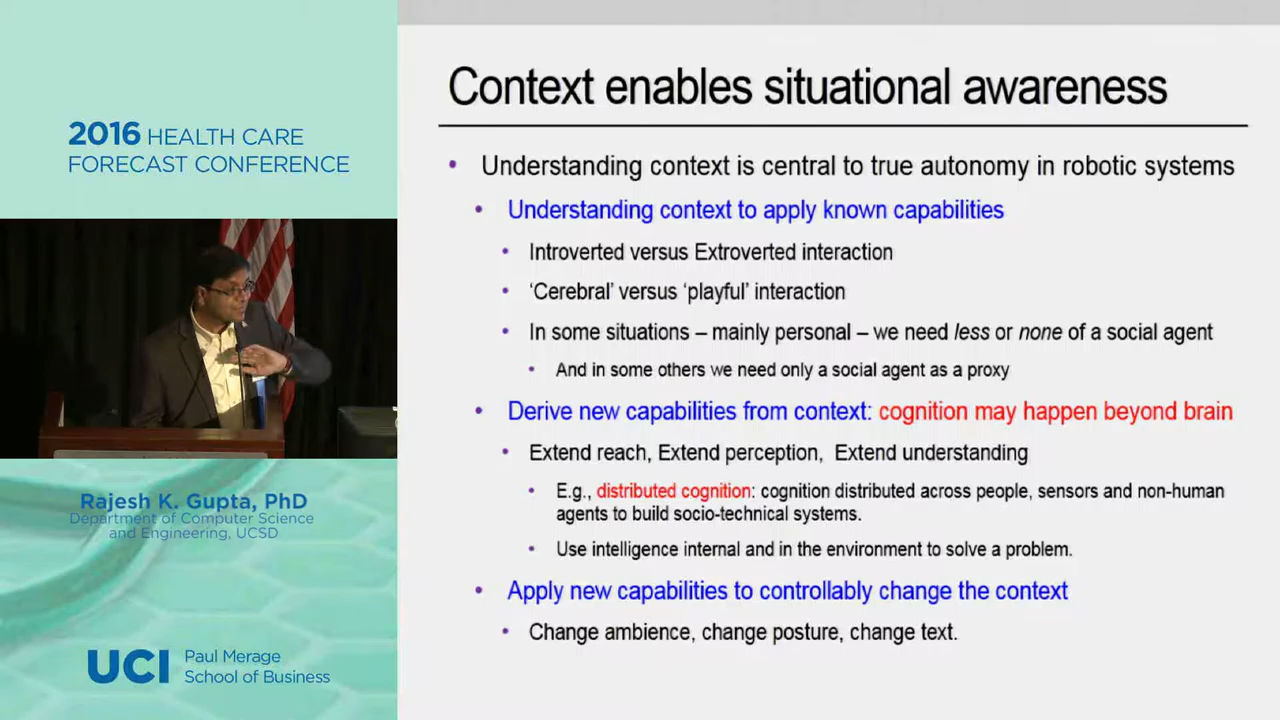 2016 HEALTH CARE
FORECAST CONFERENCE
Rajesh K. Gupta, PhD
Department of Computer Science
and Engineering, UCSD
UCI Paul Merage
School of Business
Context enables situational awareness
• Understanding context is central to true autonomy in robotic systems
• Understanding context to apply known capabilities
• Introverted versus Extroverted interaction
• ‘Cerebral’ versus ‘playful’ interaction
• In some situations – mainly personal – we need less or none of a social agent
• And in some others we need only a social agent as a proxy
• Derive new capabilities from context: cognition may happen beyond brain
• Extend reach, Extend perception, Extend understanding
• E.g., distributed cognition: cognition distributed across people, sensors and non-human
agents to build socio-technical systems.
• Use intelligence internal and in the environment to solve a problem.
• Apply new capabilities to controllably change the context
• Change ambience, change posture, change text.